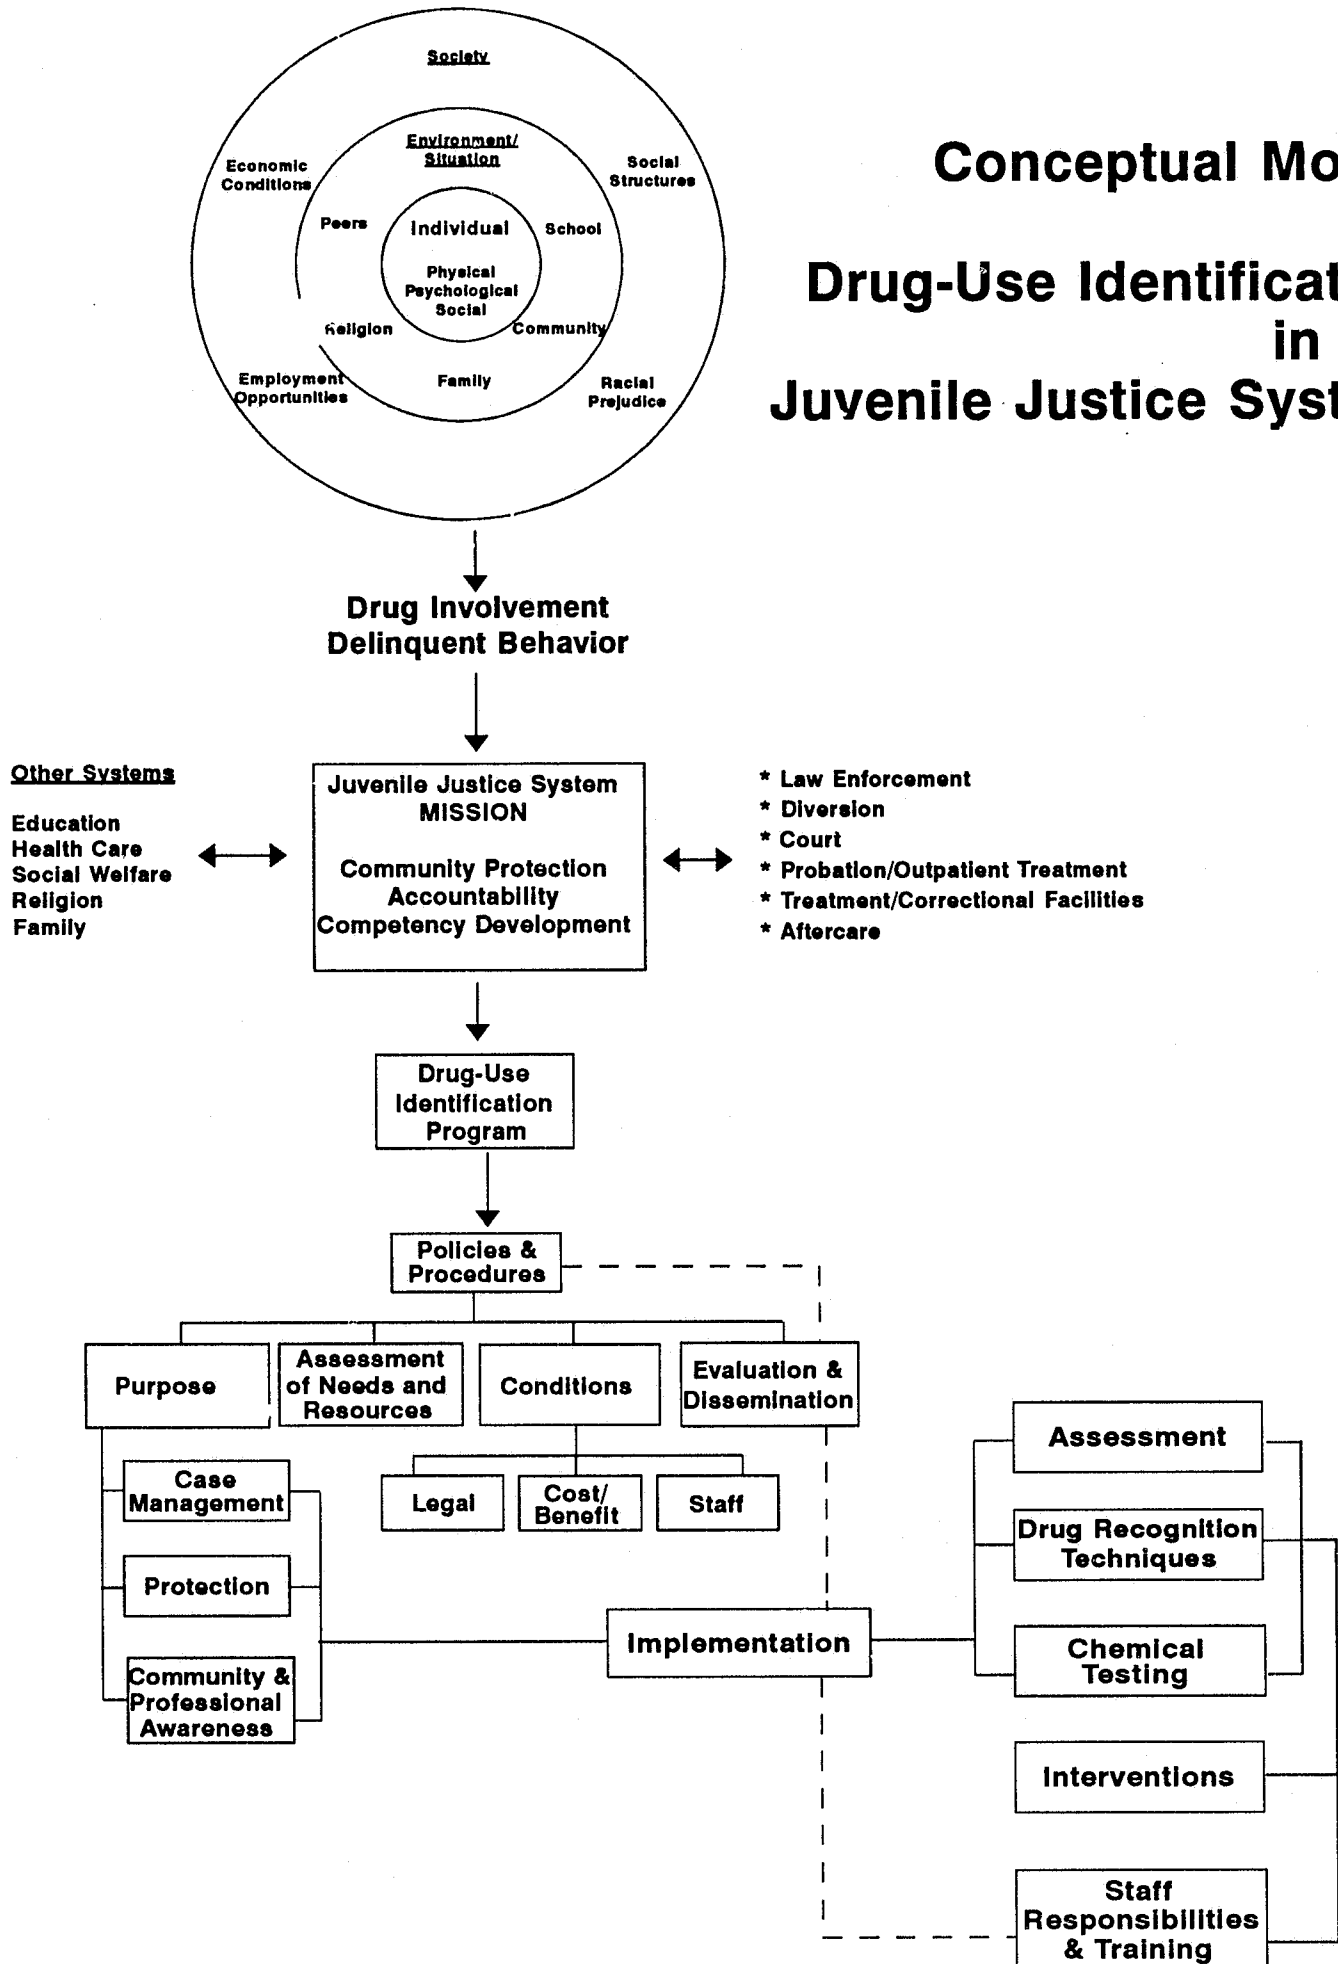 Society
Environment/
Situation
Economic
Conditions
Social
Structures
Peers
Individual
School
Physical
Psychological
Social
Religion
Community
Employment
Opportunities
Family
Racial
Prejudice
Conceptual Mo
Drug-Use Identificat
in
Juvenile Justice Syst
Drug Involvement
Delinquent Behavior
Other Systems
Education
Health Care
Social Welfare
Religion
Family
Juvenile Justice System
MISSION
Community Protection
Accountability
Competency Development
* Law Enforcement
* Diversion
* Court
* Probation/Outpatient Treatment
* Treatment/Correctional Facilities
* Aftercare
Drug-Use
Identification
Program
Policies &
Procedures
Purpose
Assessment
of Needs and
Resources
Conditions
Evaluation &
Dissemination
Case
Management
Protection
Community &
Professional
Awareness
Legal
Cost/
Benefit
Staff
Implementation
Assessment
Drug Recognition
Techniques
Chemical
Testing
Interventions
Staff
Responsibilities
& Training